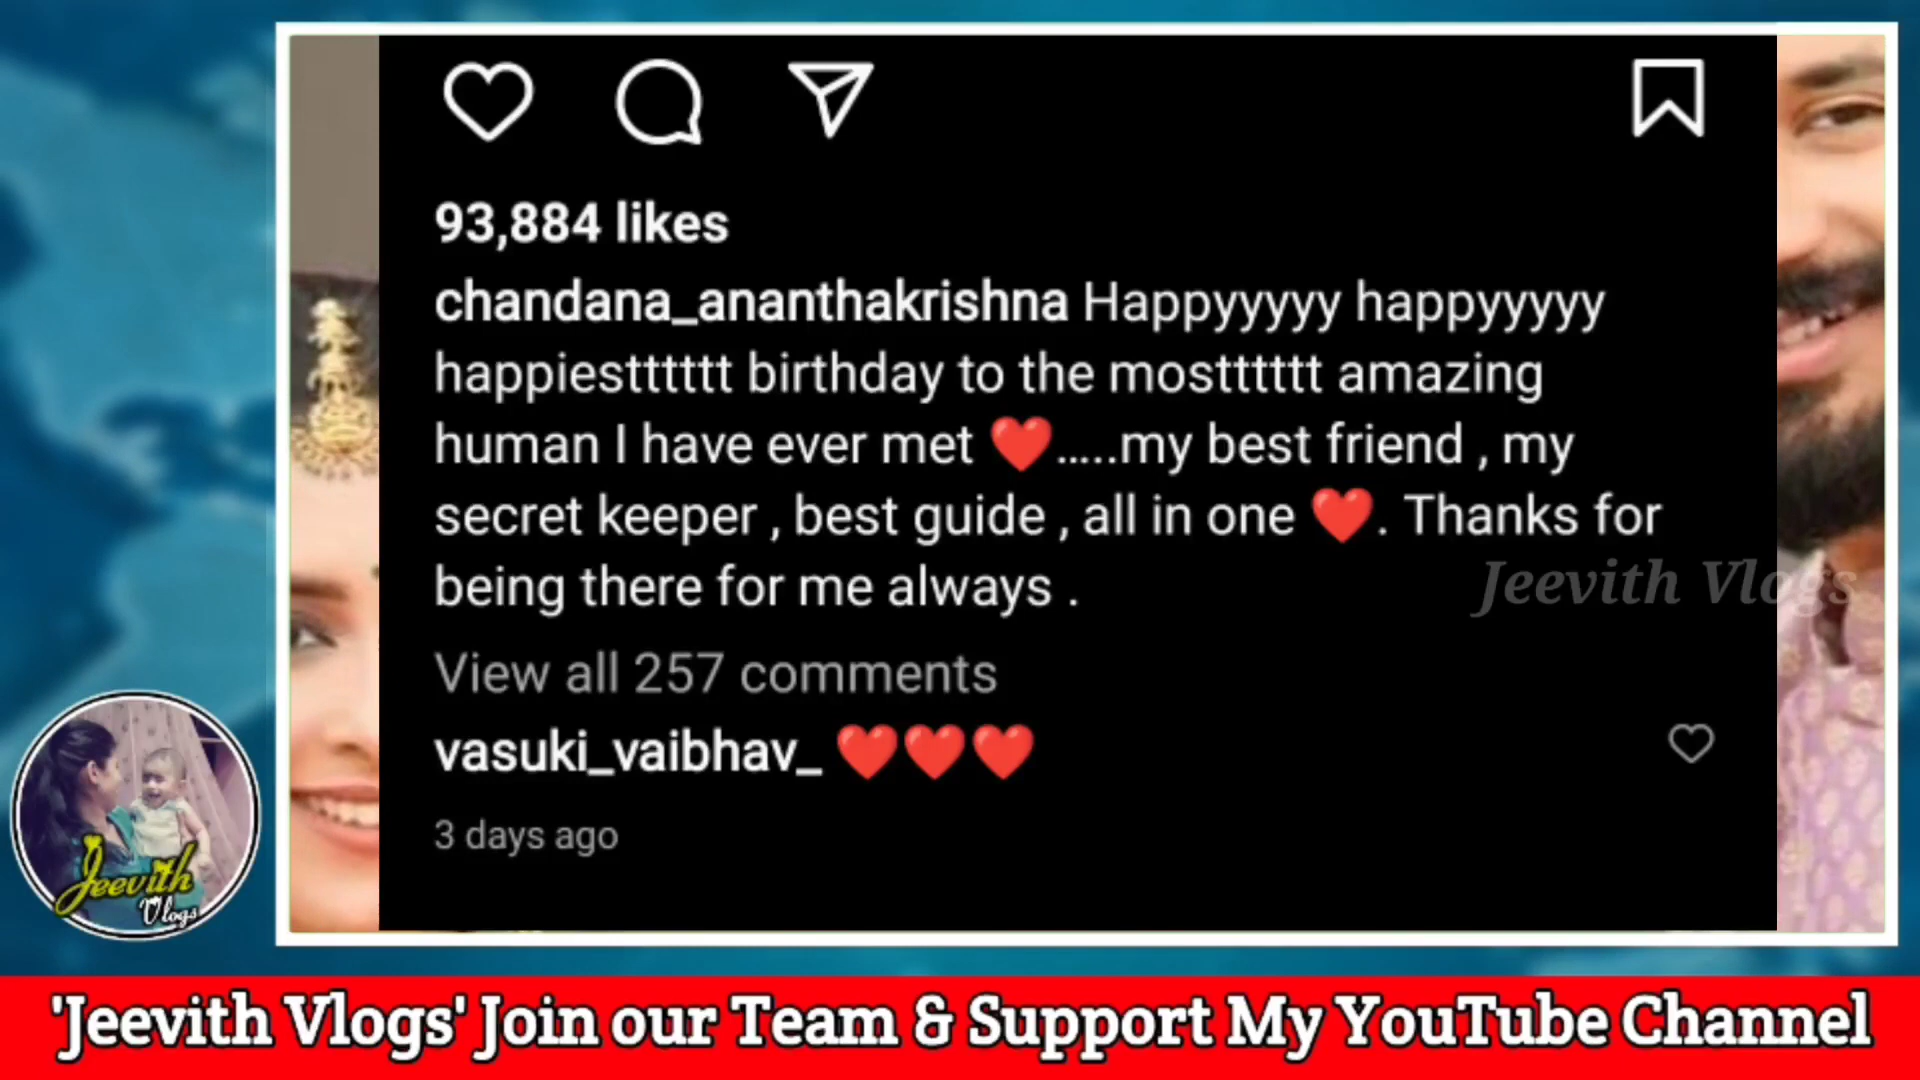 93,884 likes
chandana_ananthakrishna Happyyyyy happyyyyy
happiestttttt birthday to the mostttttt amazing
human I have ever met ❤️.....my best friend , my
secret keeper , best guide , all in one ❤️. Thanks for
being there for me always .
Jeevith Vlogs
View all 257 comments
vasuki_vaibhav_ ❤️❤️❤️
3 days ago
Jeevith
Vlogs
'Jeevith Vlogs' Join our Team & Support My YouTube Channel